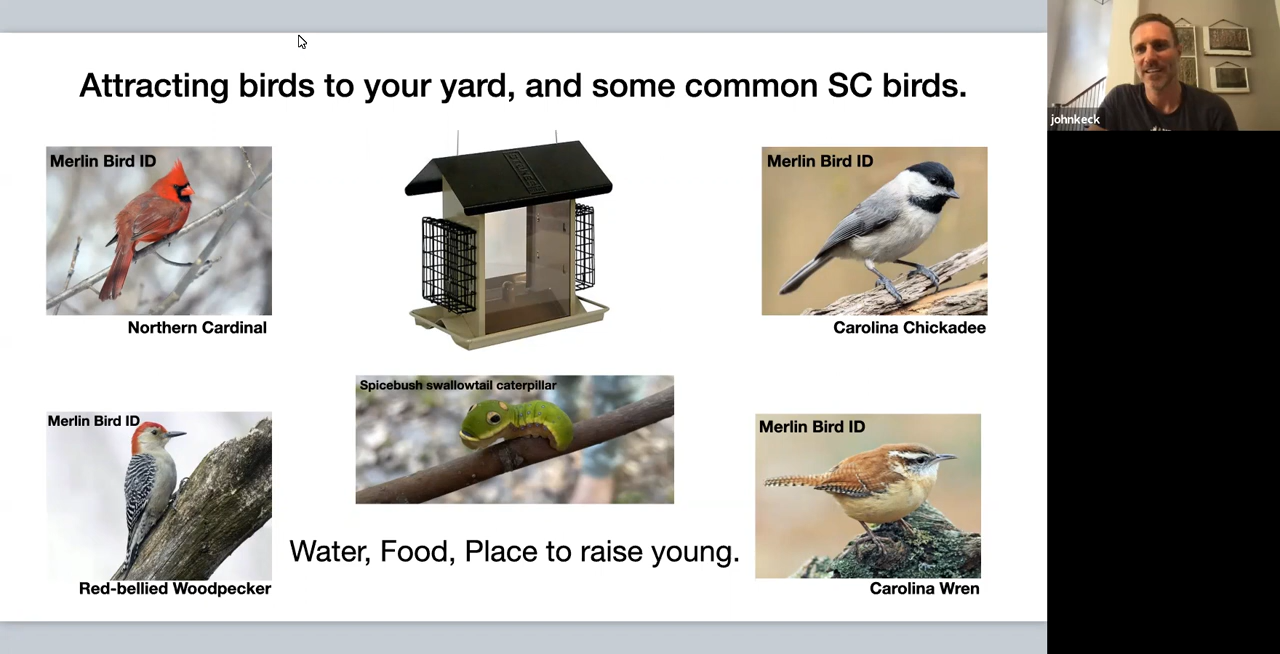 Attracting birds to your yard, and some common SC birds.
johnkeck
Merlin Bird ID
Northern Cardinal
Merlin Bird ID
Carolina Chickadee
Spicebush swallowtail caterpillar
Merlin Bird ID
Red-bellied Woodpecker
Merlin Bird ID
Carolina Wren
Water, Food, Place to raise young.